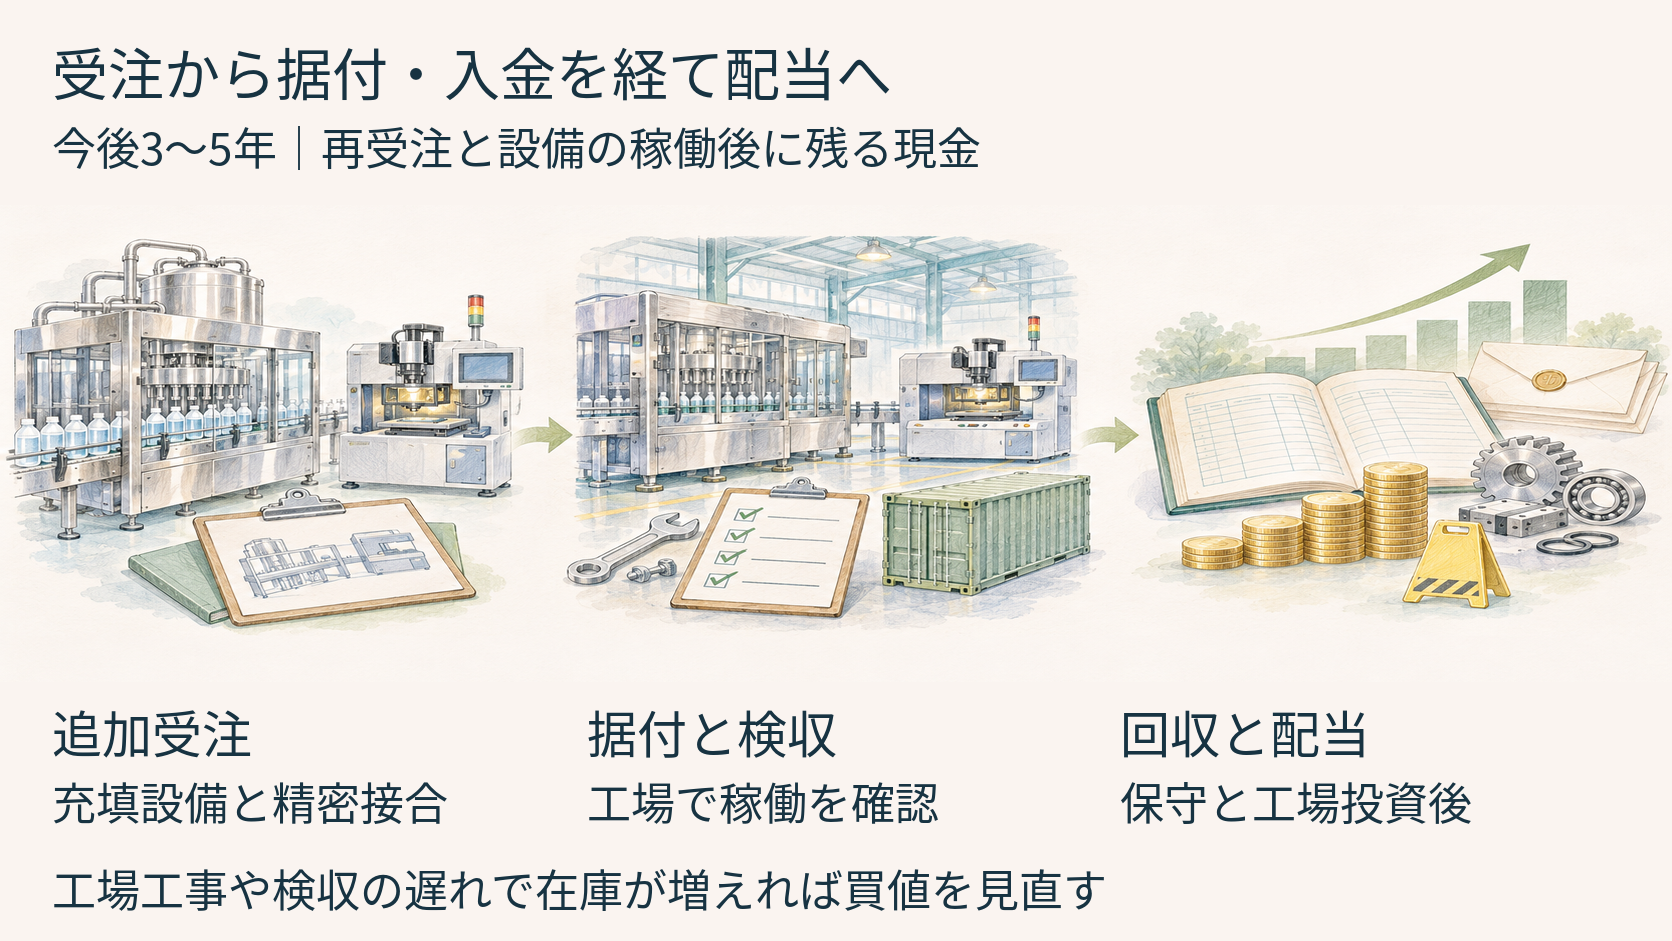 受注から据付・入金を経て配当へ
今後3〜5年｜再受注と設備の稼働後に残る現金
追加受注
充填設備と精密接合
据付と検収
工場で稼働を確認
回収と配当
保守と工場投資後
工場工事や検収の遅れで在庫が増えれば買値を見直す